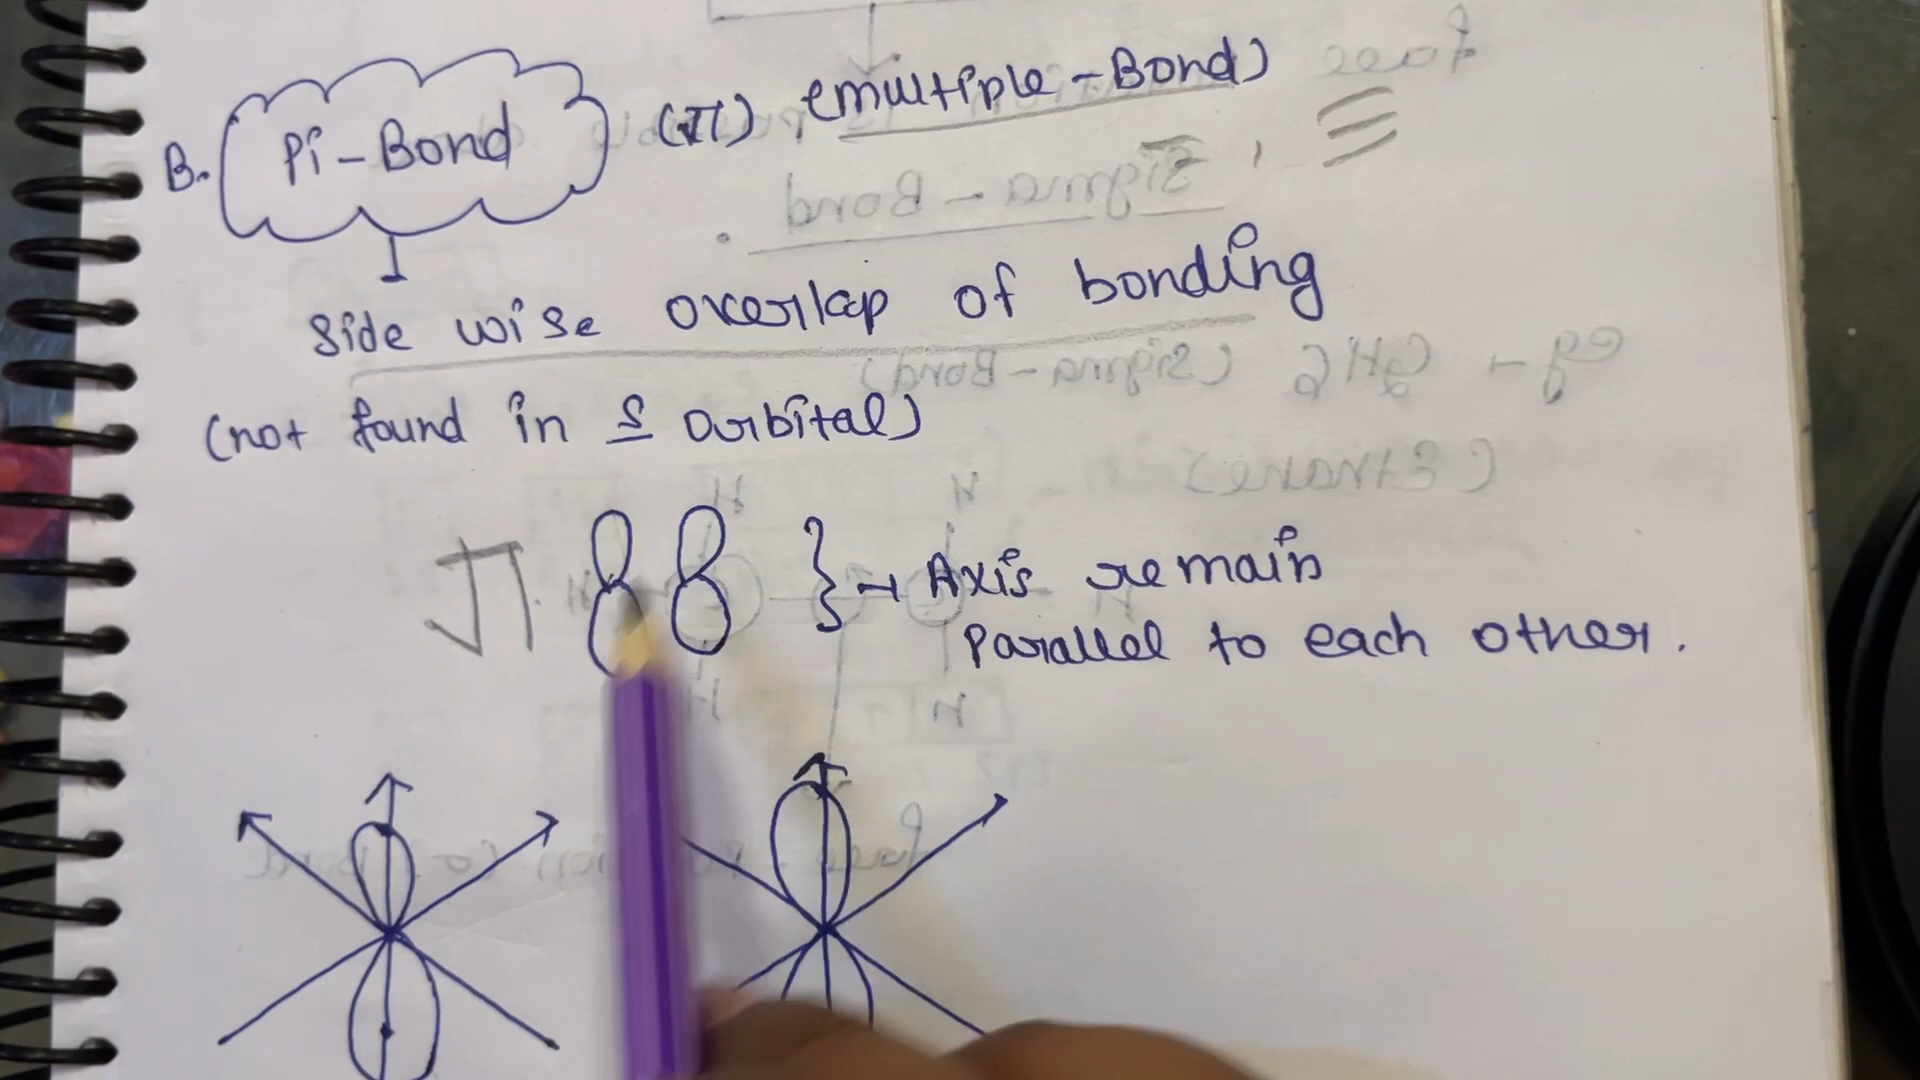 B. Pi-Bond (π) (multiple-Bond)
Side wise overlap of bonding
(not found in S orbital)
π } → Axis remain
Parallel to each other.